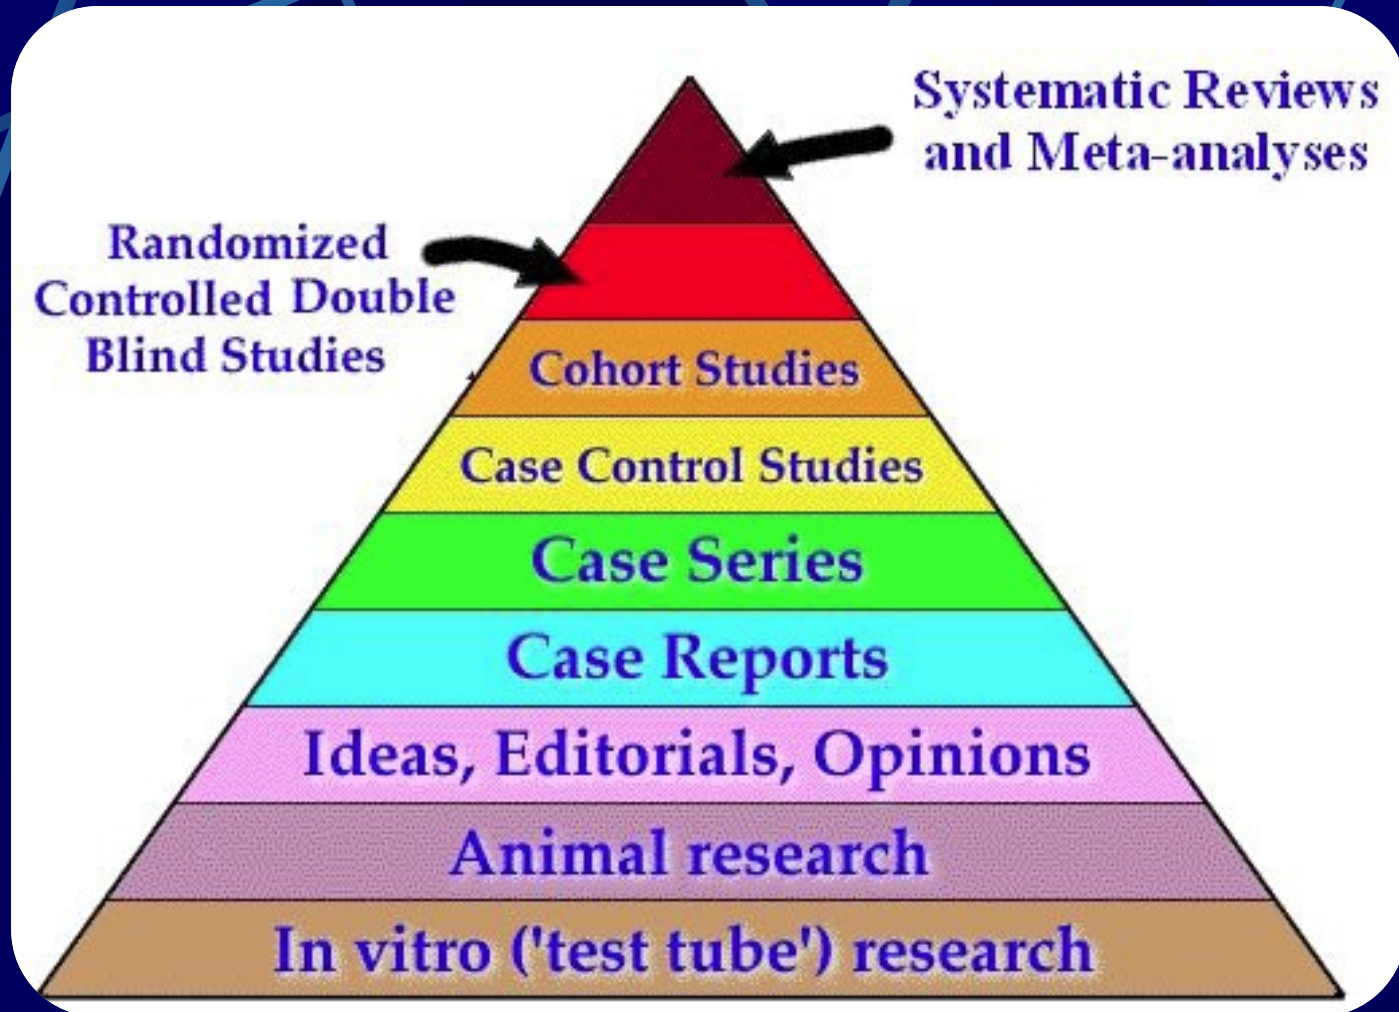 Systematic Reviews
and Meta-analyses
Randomized
Controlled Double
Blind Studies
Cohort Studies
Case Control Studies
Case Series
Case Reports
Ideas, Editorials, Opinions
Animal research
In vitro ('test tube') research